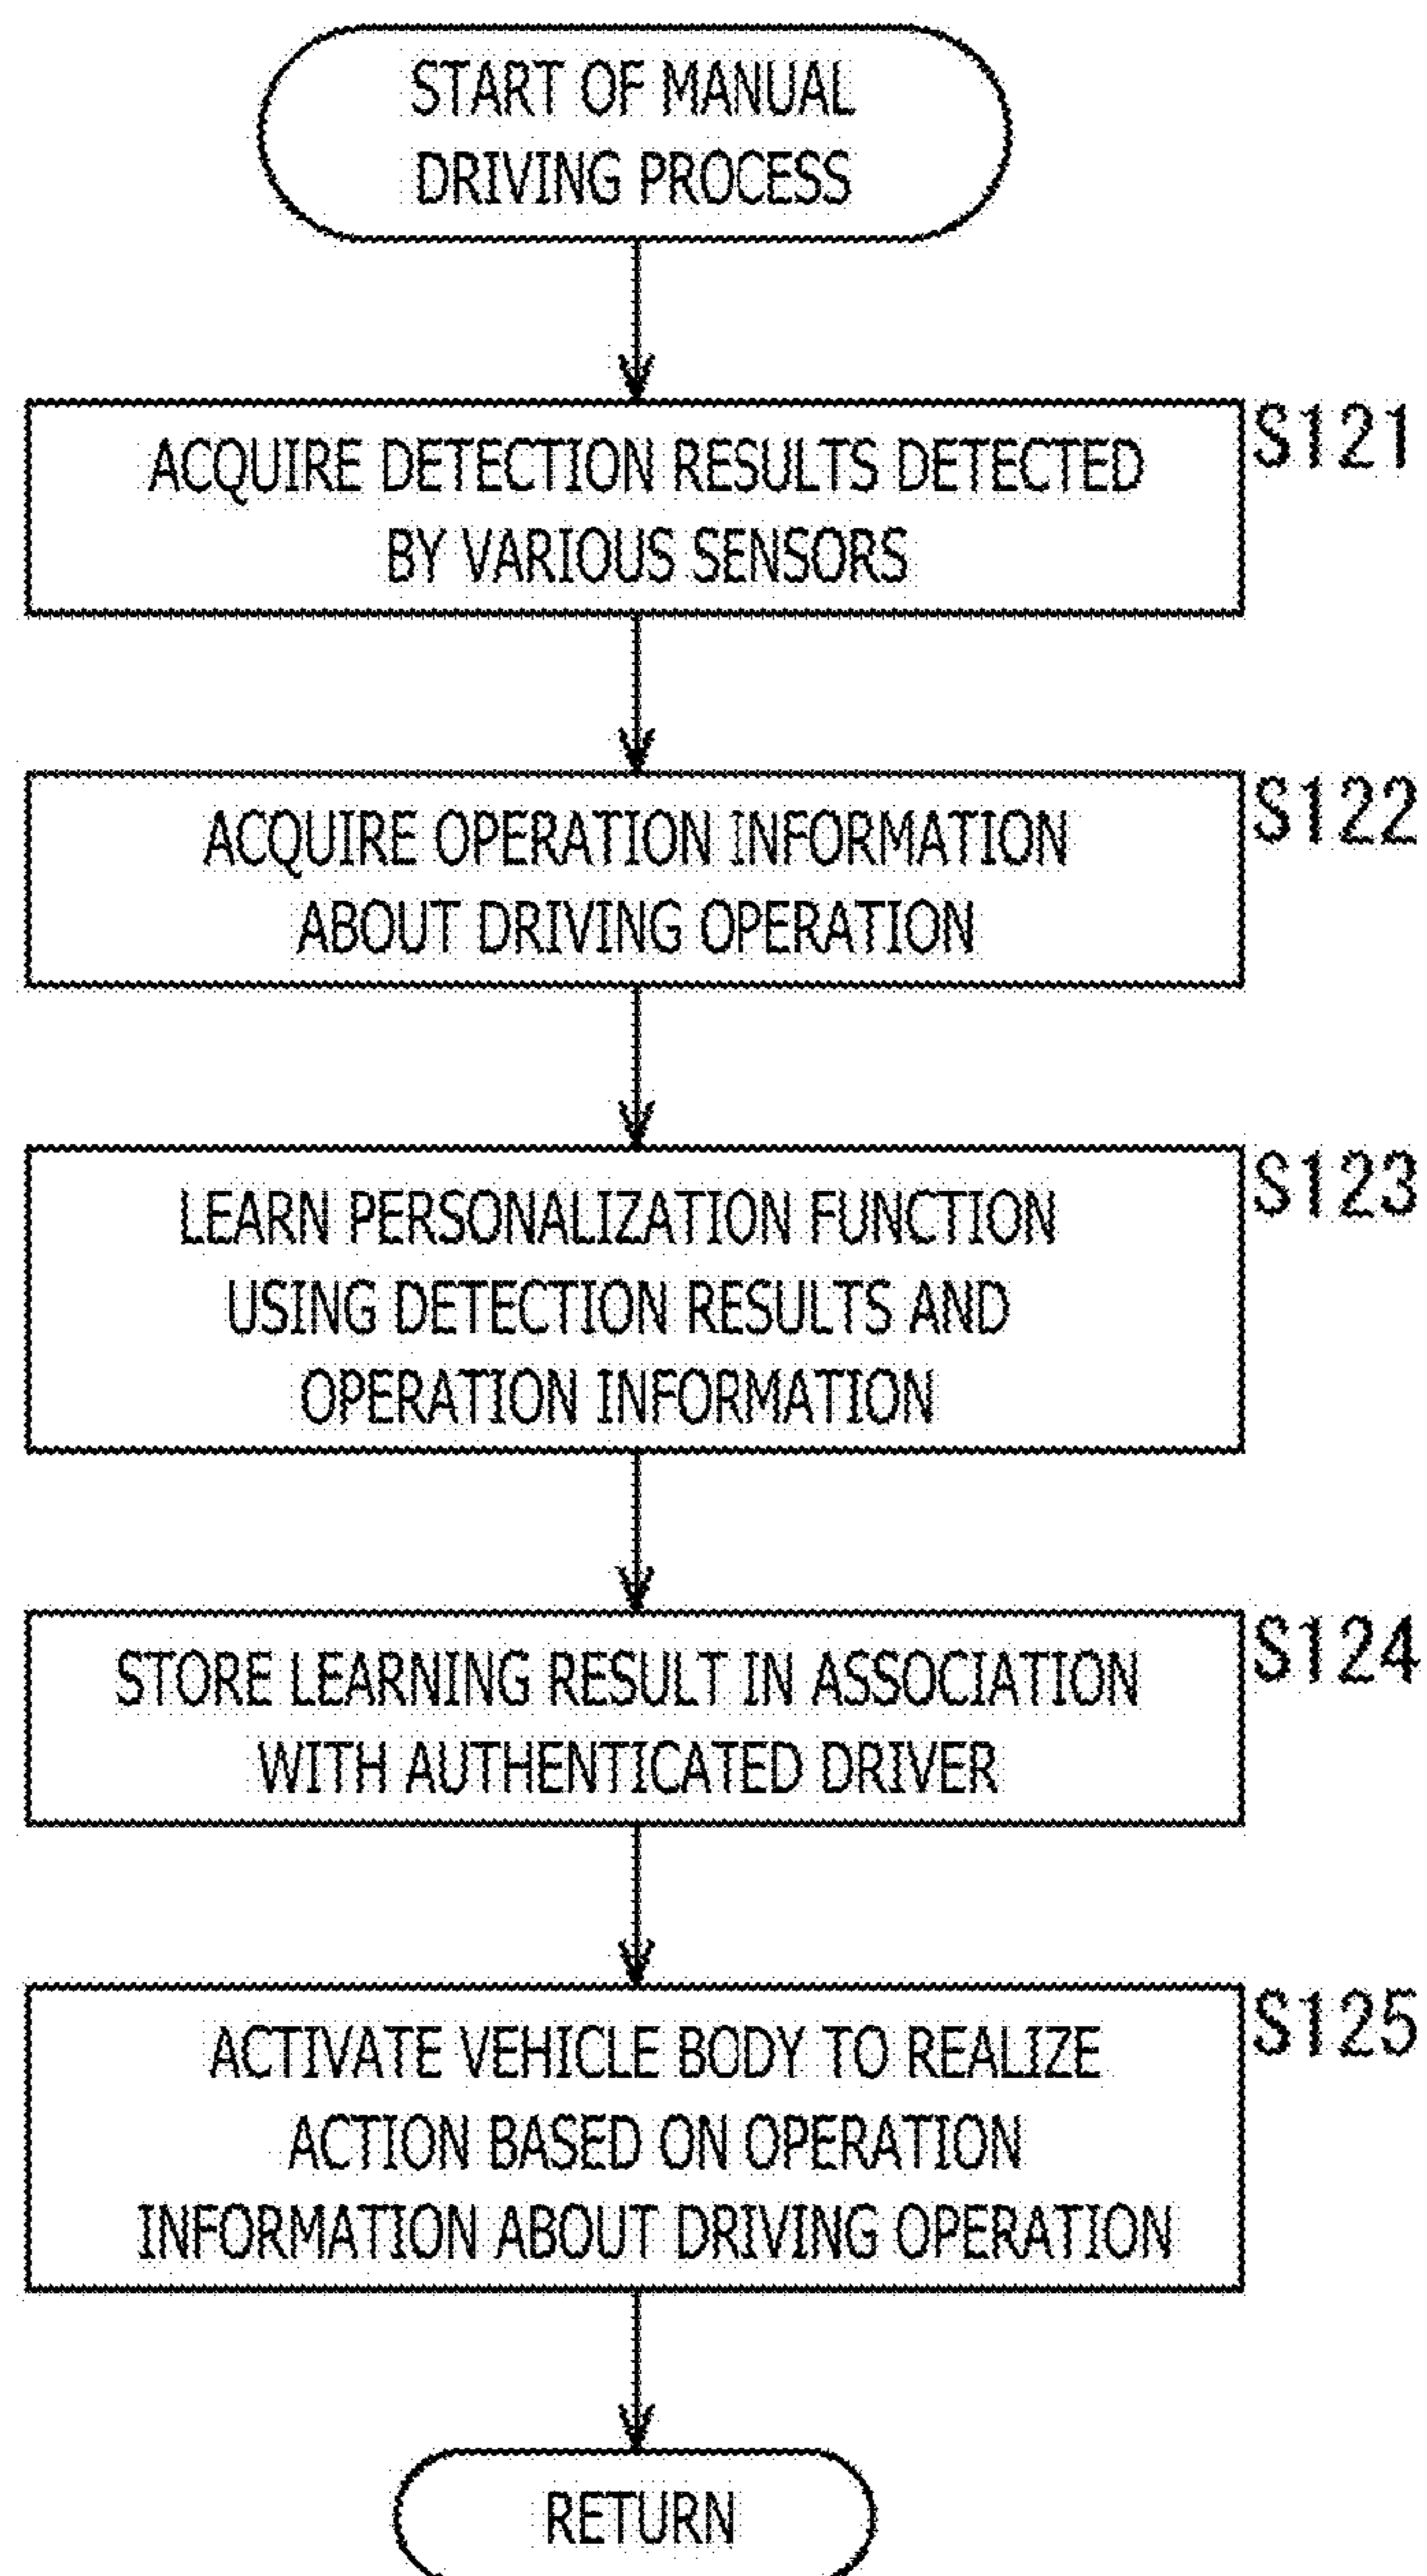 START OF MANUAL
DRIVING PROCESS
ACQUIRE DETECTION RESULTS DETECTED
BY VARIOUS SENSORS
S121
ACQUIRE OPERATION INFORMATION
ABOUT DRIVING OPERATION
S122
LEARN PERSONALIZATION FUNCTION
USING DETECTION RESULTS AND
OPERATION INFORMATION
S123
STORE LEARNING RESULT IN ASSOCIATION
WITH AUTHENTICATED DRIVER
S124
ACTIVATE VEHICLE BODY TO REALIZE
ACTION BASED ON OPERATION
INFORMATION ABOUT DRIVING OPERATION
S125
RETURN